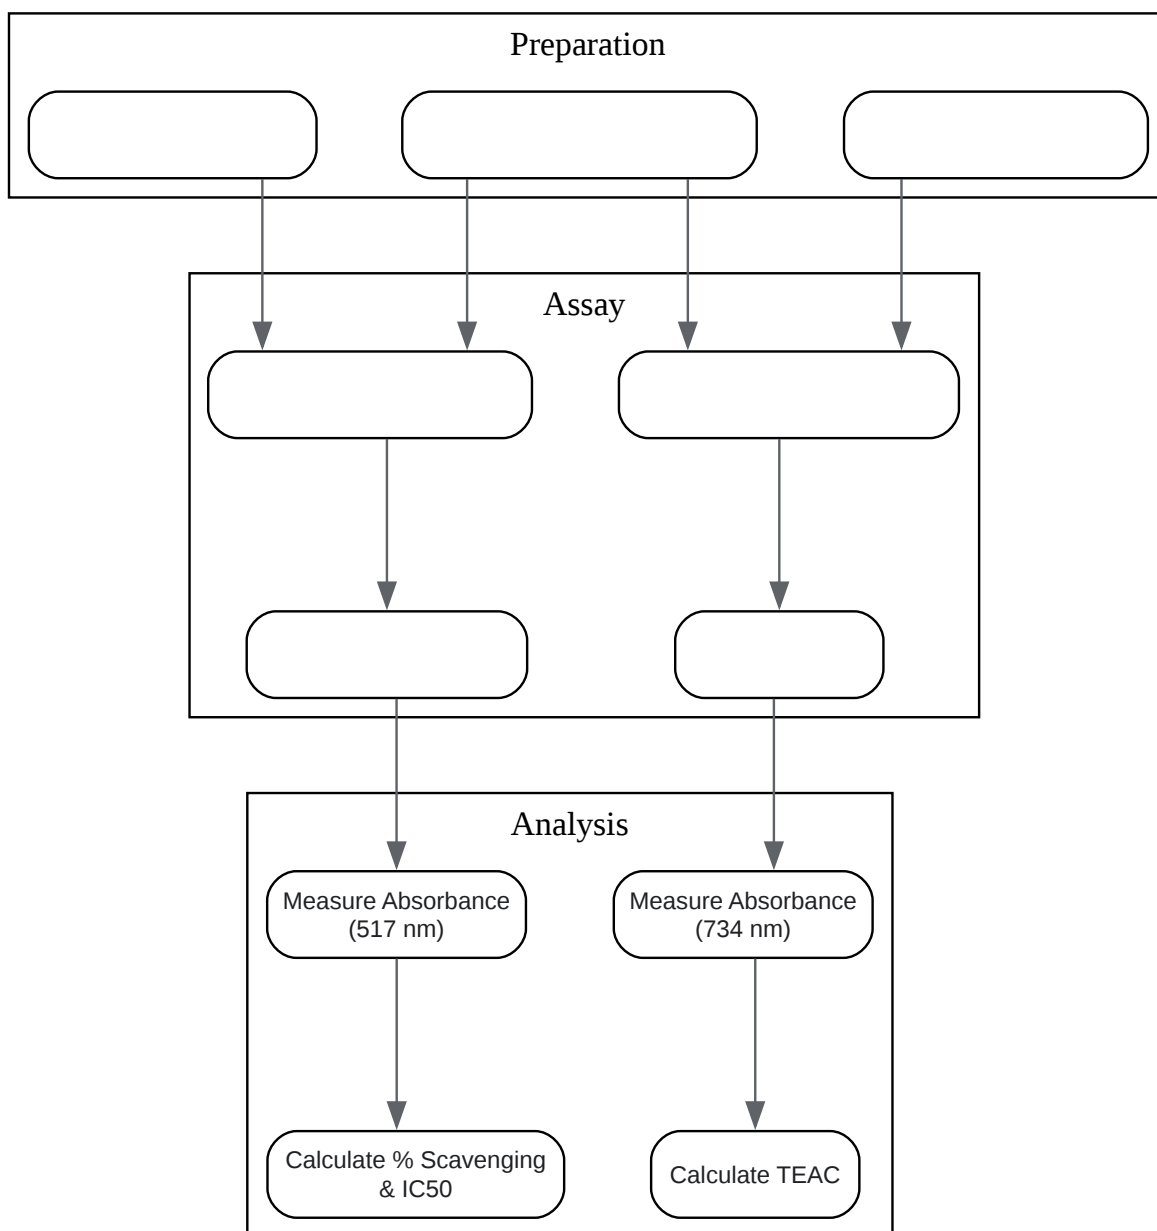 Preparation
Assay
Analysis
Measure Absorbance
(517 nm)
Measure Absorbance
(734 nm)
Calculate % Scavenging
& IC50
Calculate TEAC